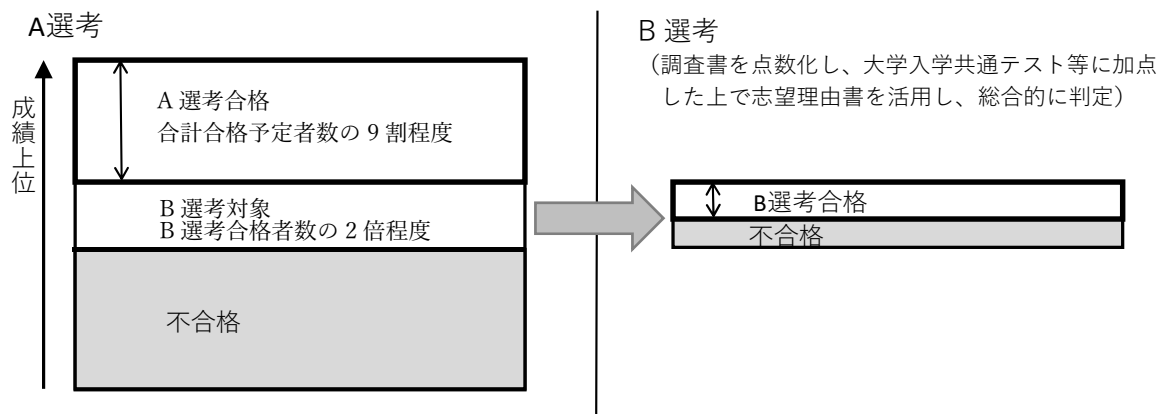 A選考
成績上位
A 選考合格
合計合格予定者数の 9 割程度
B 選考対象
B 選考合格者数の 2 倍程度
不合格
B 選考
（調査書を点数化し、大学入学共通テスト等に加点
した上で志望理由書を活用し、総合的に判定）
B選考合格
不合格